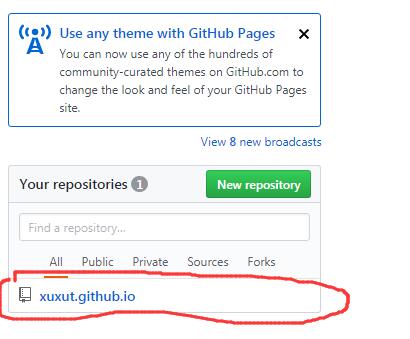 Use any theme with GitHub Pages
You can now use any of the hundreds of
community-curated themes on GitHub.com to
change the look and feel of your GitHub Pages
site.
View 8 new broadcasts
Your repositories 1 New repository
Find a repository...
All Public Private Sources Forks
xuxut.github.io